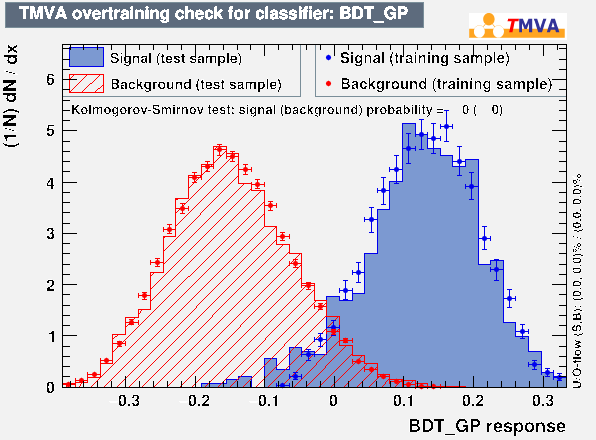 TMVA overtraining check for classifier: BDT_GP
TMVA
Signal (test sample)
Signal (training sample)
Background (test sample)
Background (training sample)
Kolmogorov-Smirnov test: signal (background) probability = 0 ( 0)
(1/N) dN / dx
6
5
4
3
2
1
0
0.3 0.2 0.1 0 0.1 0.2 0.3
BDT_GP response
U/O-flow (S,B): (0.0, 0.0)% / (0.0, 0.0)%